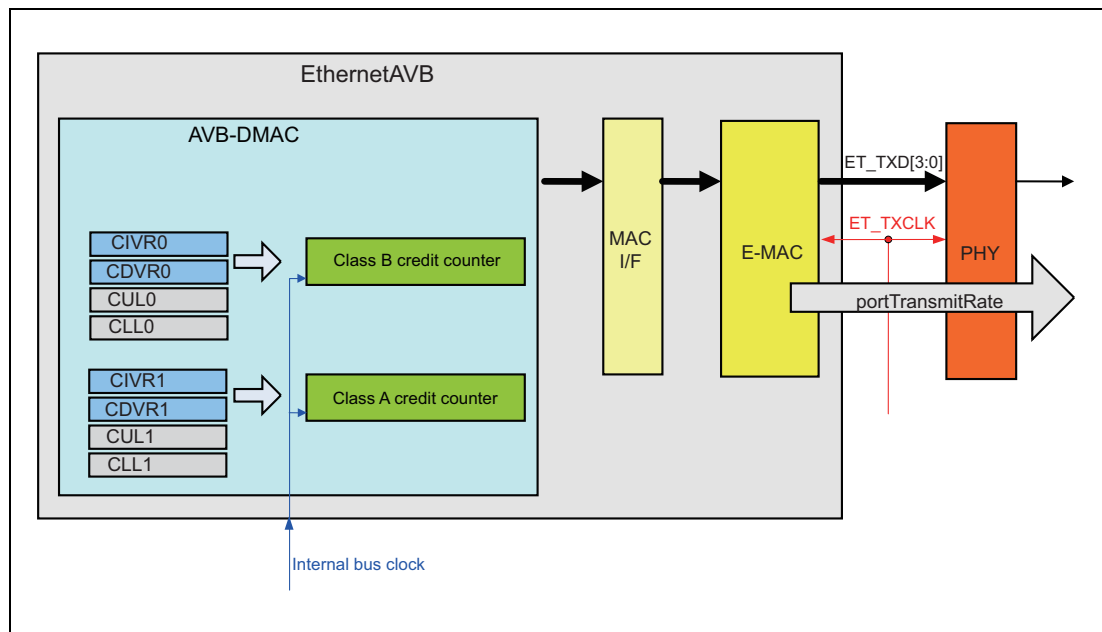 EthernetAVB
AVB-DMAC
CIVR0
CDVR0
CUL0
CLL0
Class B credit counter
CIVR1
CDVR1
CUL1
CLL1
Class A credit counter
Internal bus clock
MAC
I/F
E-MAC
ET_TXD[3:0]
ET_TXCLK
PHY
portTransmitRate